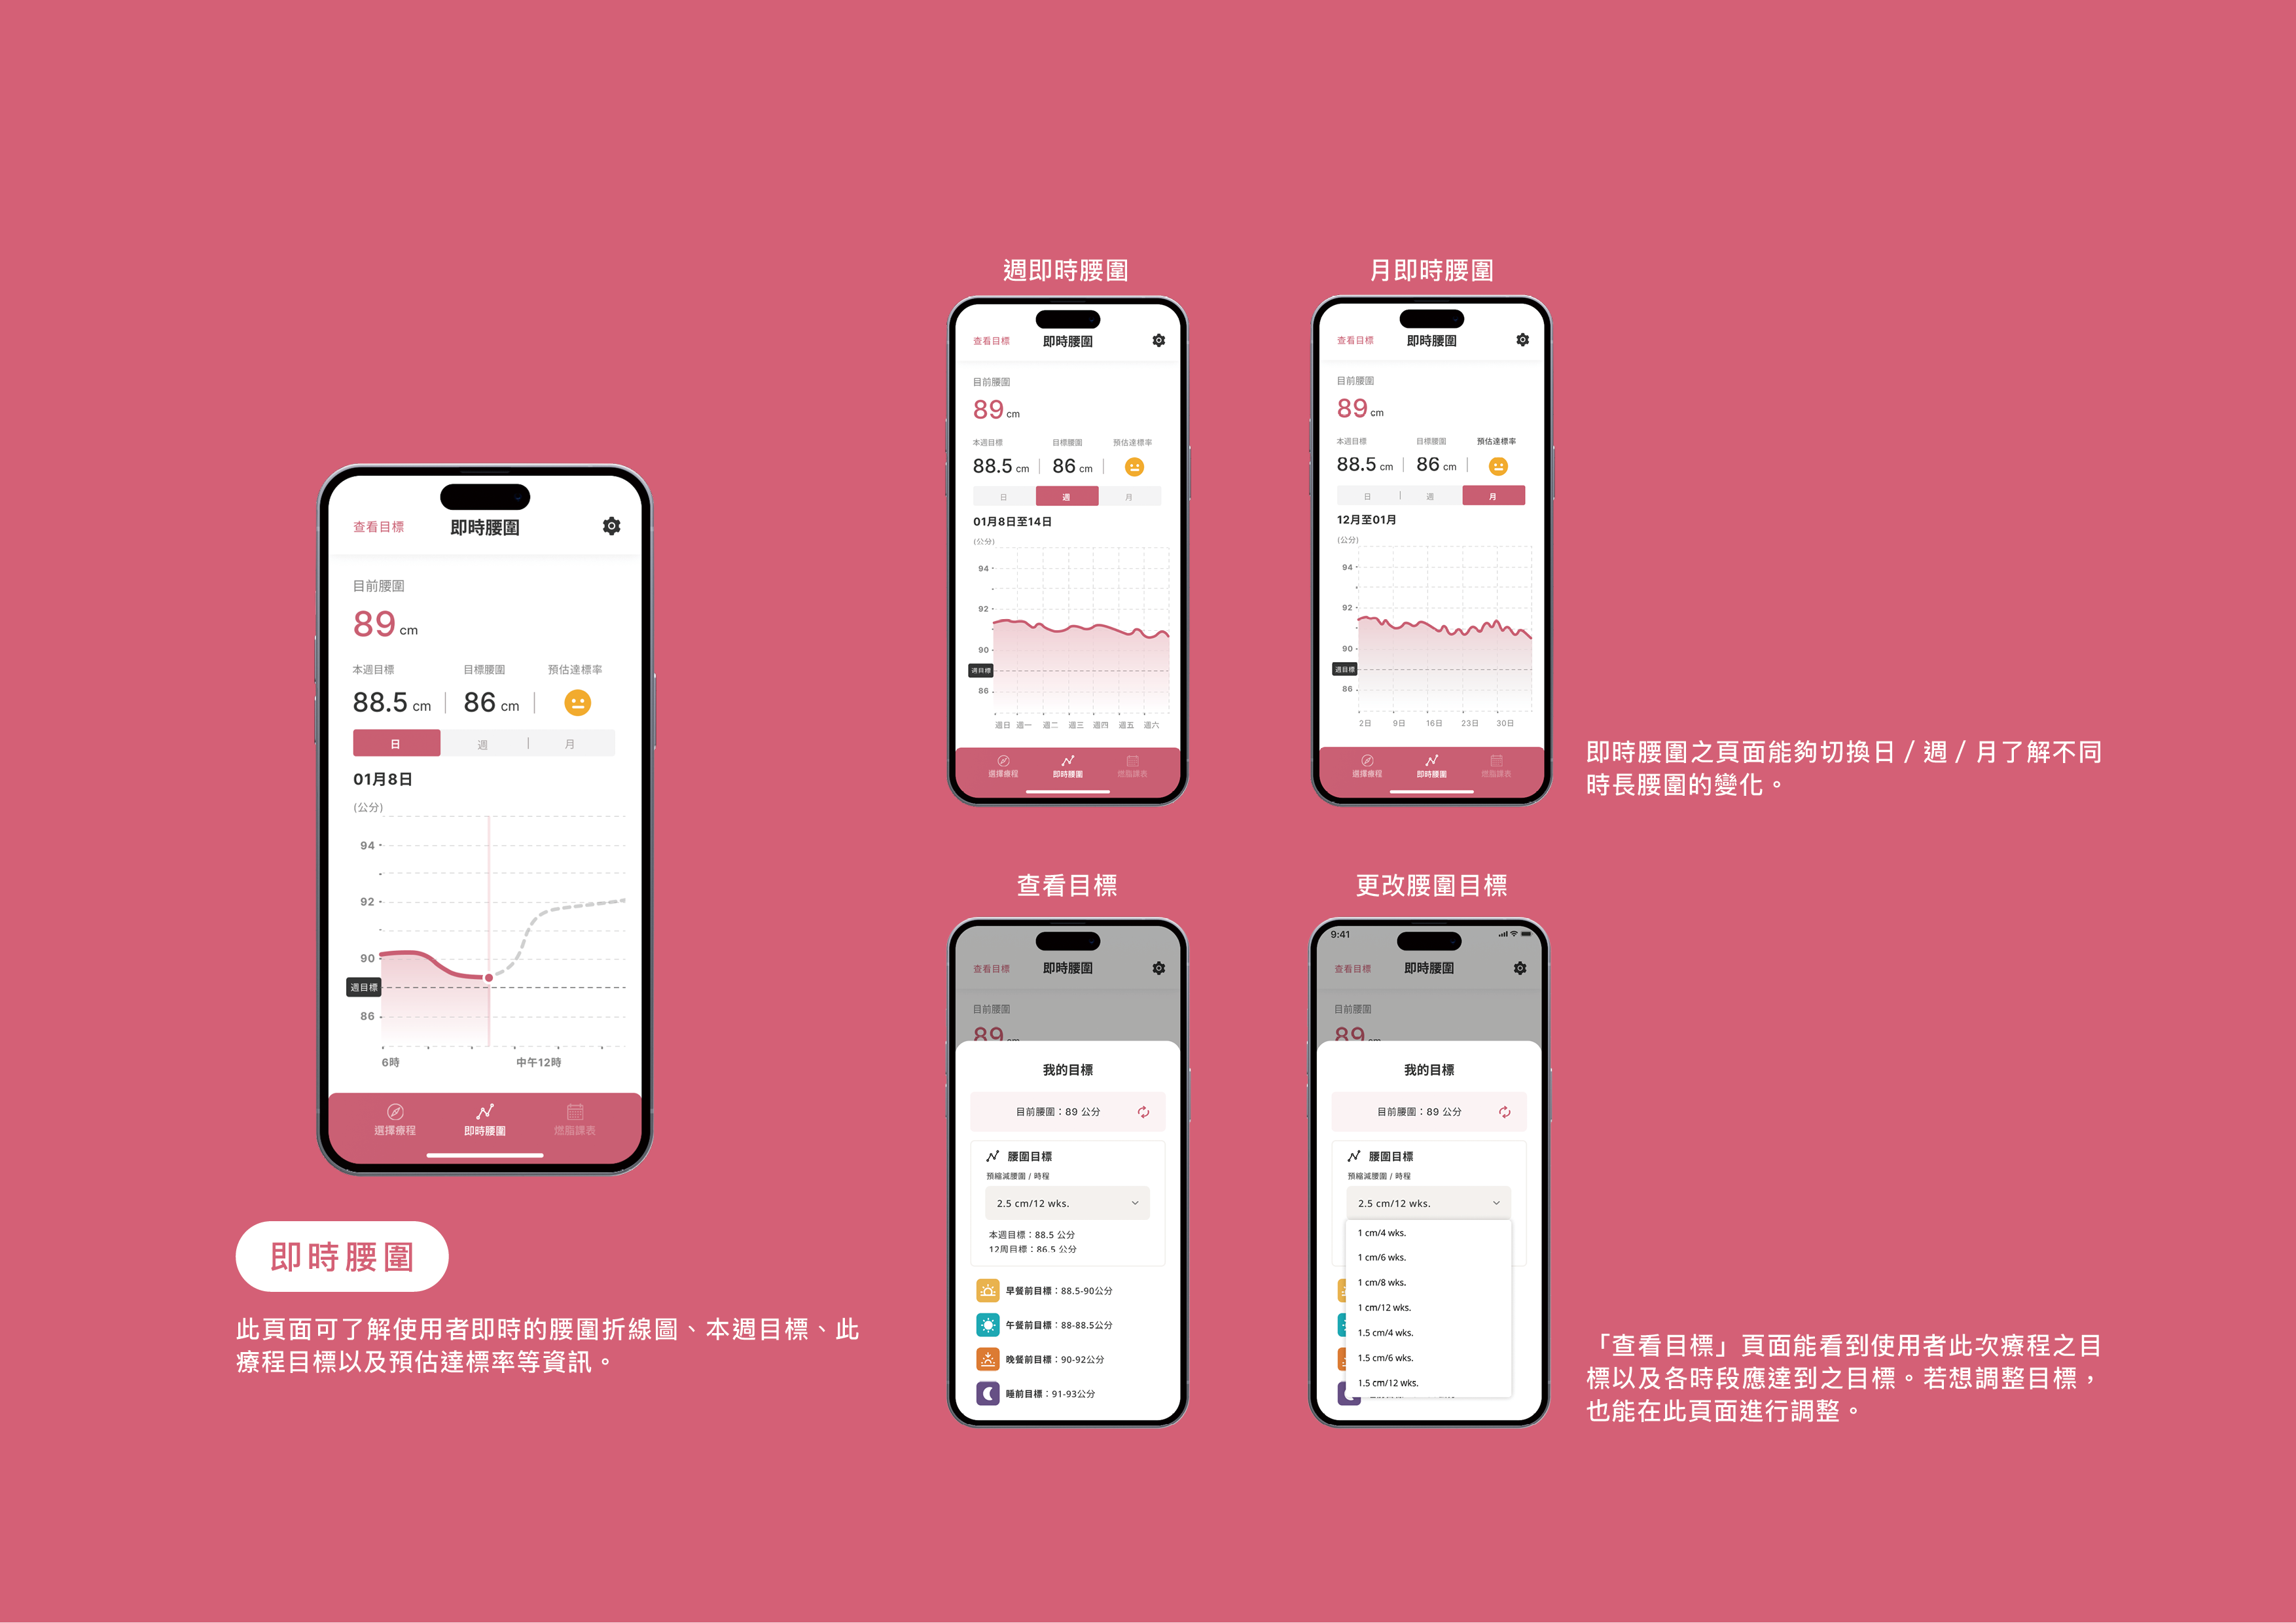 查看目標 即時腰圍
目前腰圍
89 cm
本週目標 目標腰圍 預估達標率
88.5 cm 86 cm
日 週 月
01月8日
(公分)
94
92
90
週目標
86
6時 中午12時
選擇療程 即時腰圍 燃脂課表
即時腰圍
此頁面可了解使用者即時的腰圍折線圖、本週目標、此
療程目標以及預估達標率等資訊。
週即時腰圍
查看目標 即時腰圍
目前腰圍
89 cm
本週目標 目標腰圍 預估達標率
88.5 cm 86 cm
日 週 月
01月8日至14日
(公分)
94
92
90
週目標
86
週日 週一 週二 週三 週四 週五 週六
選擇療程 即時腰圍 燃脂課表
月即時腰圍
查看目標 即時腰圍
目前腰圍
89 cm
本週目標 目標腰圍 預估達標率
88.5 cm 86 cm
日 週 月
12月至01月
(公分)
94
92
90
週目標
86
2日 9日 16日 23日 30日
選擇療程 即時腰圍 燃脂課表
即時腰圍之頁面能夠切換日 / 週 / 月了解不同
時長腰圍的變化。
查看目標
查看目標 即時腰圍
目前腰圍
89 cm
我的目標
目前腰圍：89 公分
腰圍目標
預縮減腰圍 / 時程
2.5 cm/12 wks.
本週目標：88.5 公分
12周目標：86.5 公分
早餐前目標：88.5-90公分
午餐前目標：88-88.5公分
晚餐前目標：90-92公分
睡前目標：91-93公分
更改腰圍目標
9:41
查看目標 即時腰圍
目前腰圍
89 cm
我的目標
目前腰圍：89 公分
腰圍目標
預縮減腰圍 / 時程
2.5 cm/12 wks.
1 cm/4 wks.
1 cm/6 wks.
1 cm/8 wks.
1 cm/12 wks.
1.5 cm/4 wks.
1.5 cm/6 wks.
1.5 cm/12 wks.
「查看目標」頁面能看到使用者此次療程之目
標以及各時段應達到之目標。若想調整目標，
也能在此頁面進行調整。